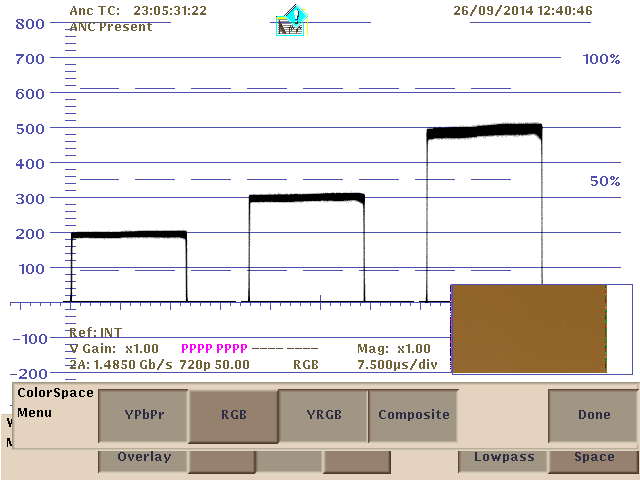 Anc TC: 23:05:31:22 26/09/2014 12:40:46
800
ANC Present
700 100%
600
500
400
300 50%
200
100
-100 Ref: INT
∇ Gain: x1.00 PPPP PPPP ---- ---- Mag: x1.00
-200 2A: 1.4850 Gb/s 720p 50.00 RGB 7.500µs/div
ColorSpace
Menu YPbPr RGB YRGB Composite Done
Overlay Lowpass Space